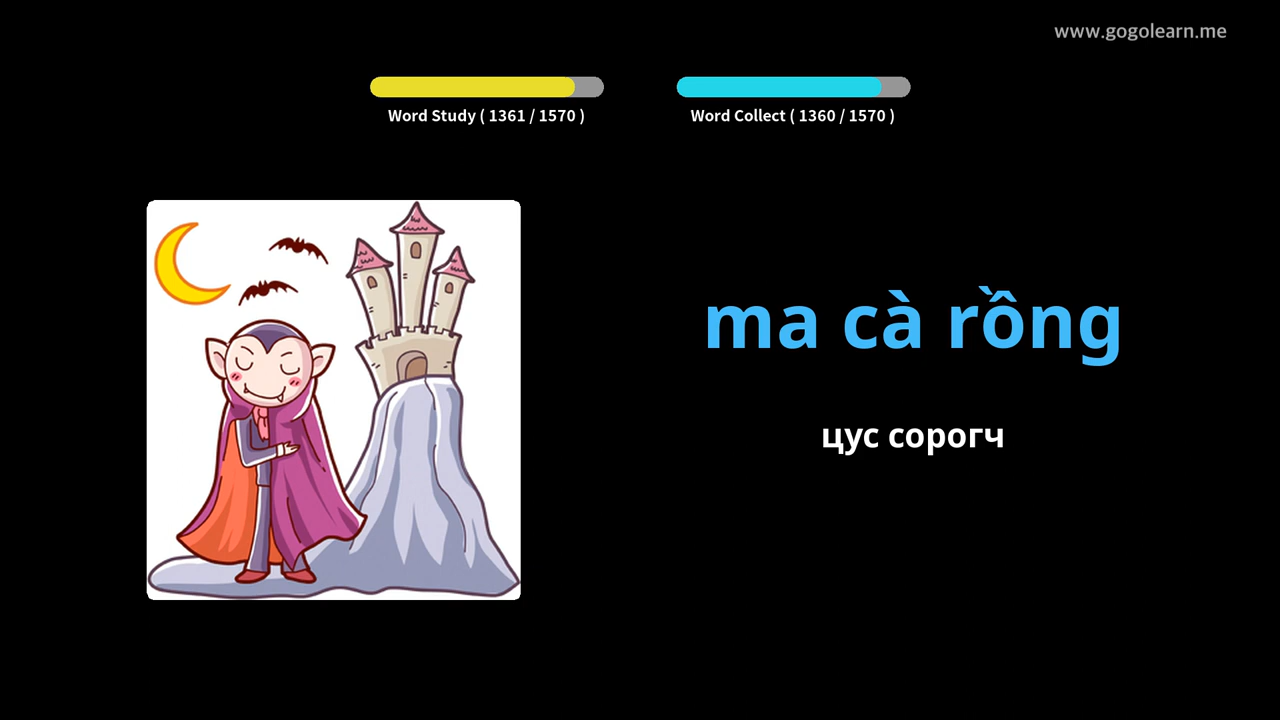 www.gogolearn.me
Word Study ( 1361 / 1570 )
Word Collect ( 1360 / 1570 )
ma cà rồng
цус сорогч